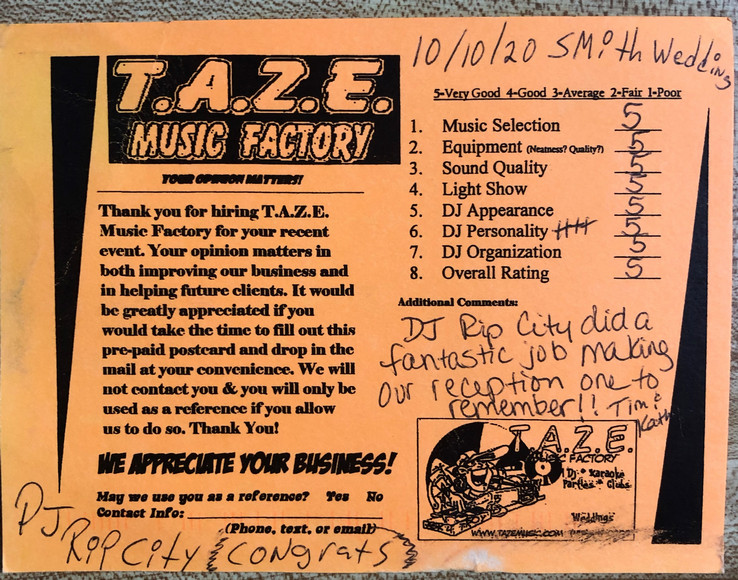 10/10/20 SMith Wedding
T.A.Z.E.
MUSIC FACTORY
YOUR OPINION MATTERS!!
Thank you for hiring T.A.Z.E.
Music Factory for your recent
event. Your opinion matters in
both improving our business and
in helping future clients. It would
be greatly appreciated if you
would take the time to fill out this
pre-paid postcard and drop in the
mail at your convenience. We will
not contact you & you will only be
used as a reference if you allow
us to do so. Thank You!
WE APPRECIATE YOUR BUSINESS!
May we use you as a reference? Yes No
Contact Info:
(Phone, text, or email)
DJ Rip City Congrats
5-Very Good 4-Good 3-Average 2-Fair 1-Poor
1. Music Selection 5
2. Equipment (Neatness? Quality?) 5
3. Sound Quality 5
4. Light Show 5
5. DJ Appearance 5
6. DJ Personality 5
7. DJ Organization 5
8. Overall Rating 5
Additional Comments:
DJ Rip City did a
fantastic job making
Our reception one to
remember!! Tim &
Kath
T.A.Z.E.
MUSIC FACTORY
Dj * Karaoke
Parties * Clubs
Weddings
WWW.TAZEMUSIC.COM